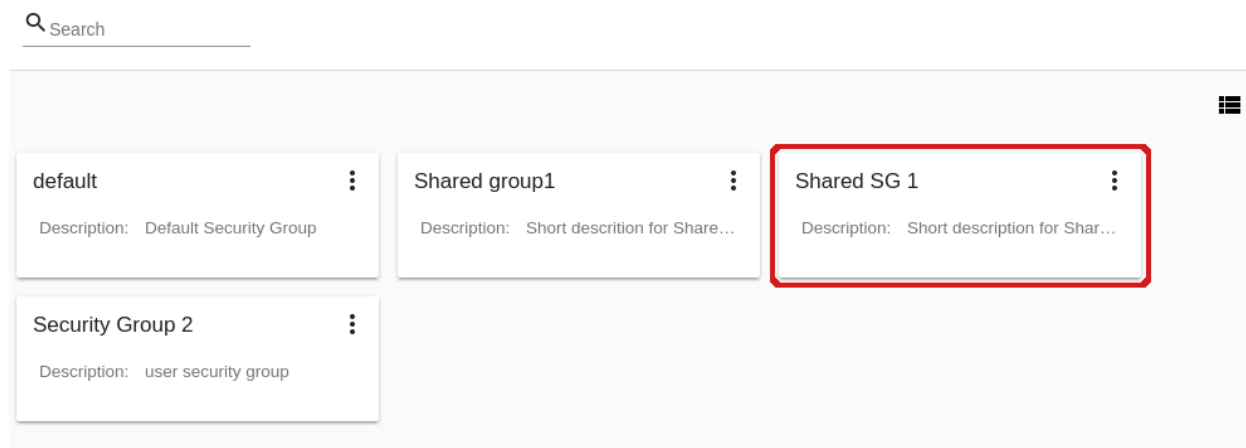 Search
default
Description: Default Security Group
Shared group1
Description: Short descrition for Share...
Shared SG 1
Description: Short description for Shar...
Security Group 2
Description: user security group